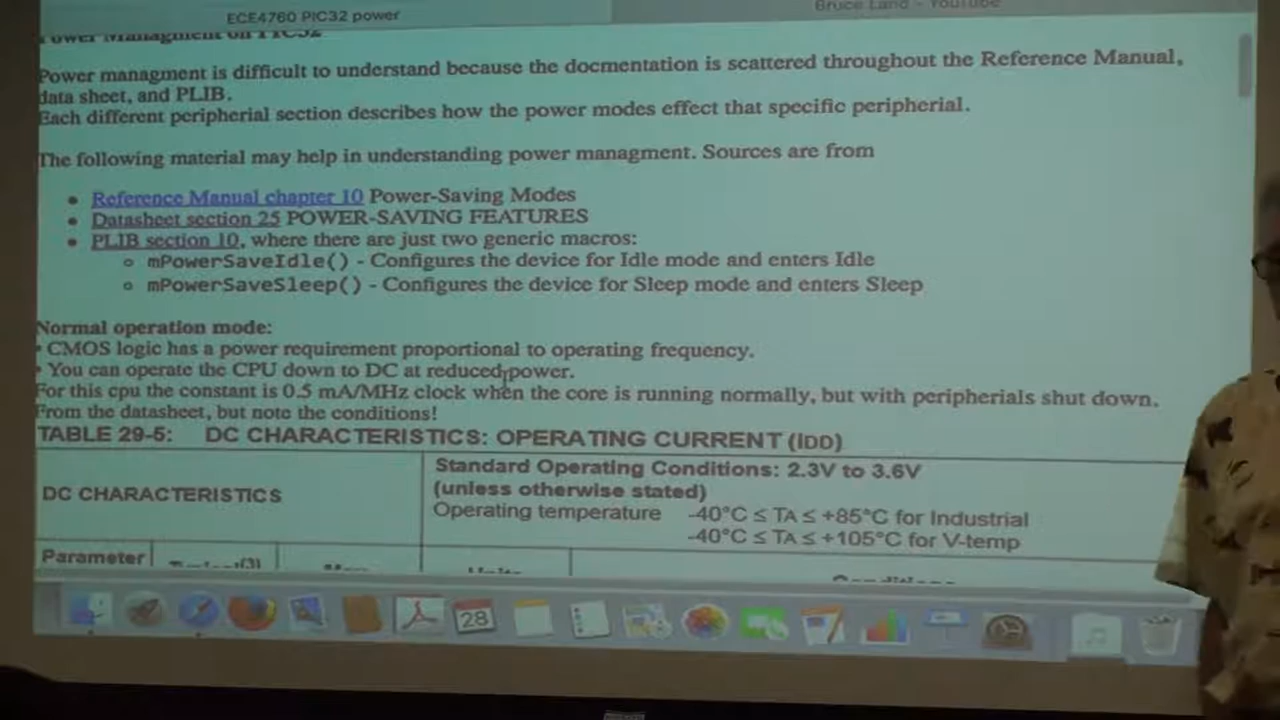 ECE4760 PIC32 power
Bruce Land - YouTube
Power Managment on PIC32
Power managment is difficult to understand because the docmentation is scattered throughout the Reference Manual,
data sheet, and PLIB.
Each different peripherial section describes how the power modes effect that specific peripherial.
The following material may help in understanding power managment. Sources are from
• Reference Manual chapter 10 Power-Saving Modes
• Datasheet section 25 POWER-SAVING FEATURES
• PLIB section 10, where there are just two generic macros:
○ mPowerSaveIdle() - Configures the device for Idle mode and enters Idle
○ mPowerSaveSleep() - Configures the device for Sleep mode and enters Sleep
Normal operation mode:
• CMOS logic has a power requirement proportional to operating frequency.
• You can operate the CPU down to DC at reduced power.
For this cpu the constant is 0.5 mA/MHz clock when the core is running normally, but with peripherials shut down.
From the datasheet, but note the conditions!
TABLE 29-5: DC CHARACTERISTICS: OPERATING CURRENT (IDD)
DC CHARACTERISTICS
Standard Operating Conditions: 2.3V to 3.6V
(unless otherwise stated)
Operating temperature -40°C ≤ TA ≤ +85°C for Industrial
-40°C ≤ TA ≤ +105°C for V-temp
Parameter
28